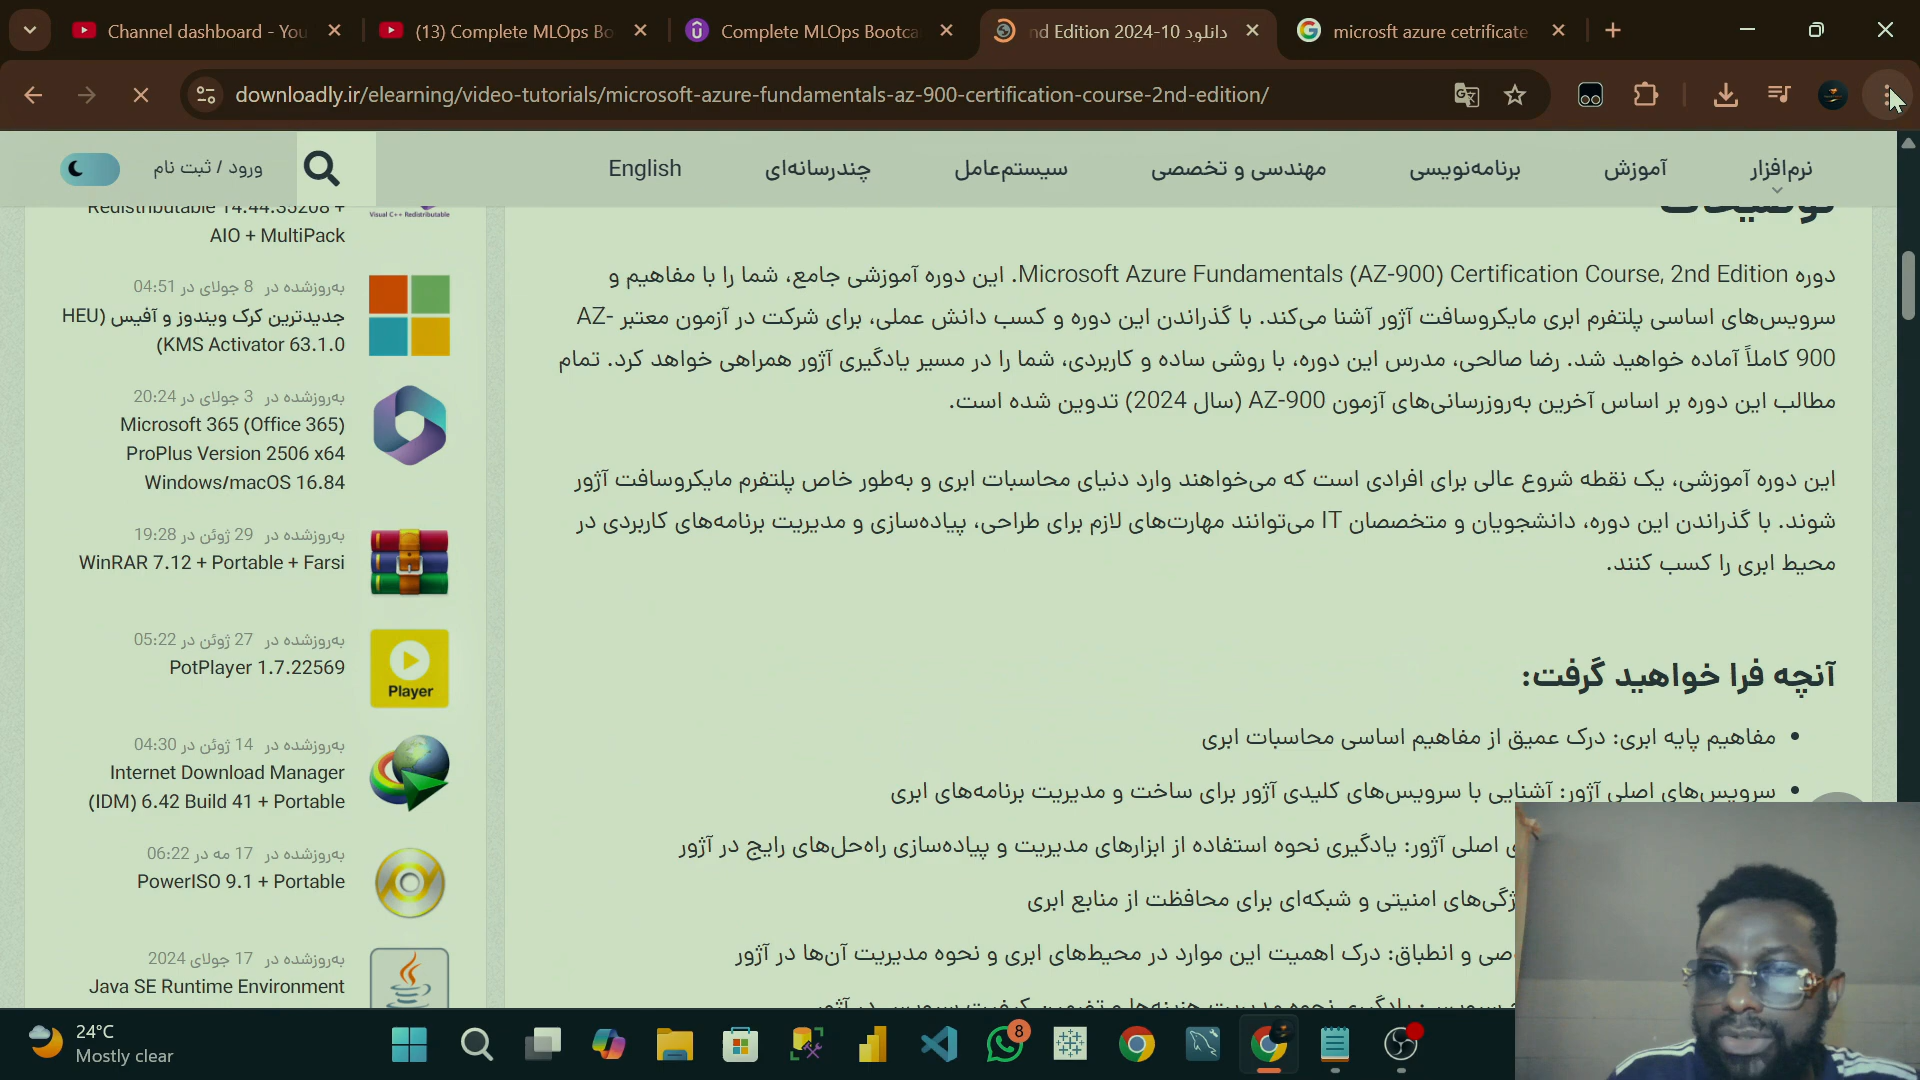 Channel dashboard - You
(13) Complete MLOps Bo
Complete MLOps Bootca
دانلود nd Edition 2024-10
microsft azure cetrificate
downloadly.ir/elearning/video-tutorials/microsoft-azure-fundamentals-az-900-certification-course-2nd-edition/
نرم‌افزار
آموزش
برنامه‌نویسی
مهندسی و تخصصی
سیستم‌عامل
چندرسانه‌ای
English
ورود / ثبت نام
توضیحات
دوره Microsoft Azure Fundamentals (AZ-900) Certification Course, 2nd Edition. این دوره آموزشی جامع، شما را با مفاهیم و
سرویس‌های اساسی پلتفرم ابری مایکروسافت آژور آشنا می‌کند. با گذراندن این دوره و کسب دانش عملی، برای شرکت در آزمون معتبر AZ-
900 کاملاً آماده خواهید شد. رضا صالحی، مدرس این دوره، با روشی ساده و کاربردی، شما را در مسیر یادگیری آژور همراهی خواهد کرد. تمام
مطالب این دوره بر اساس آخرین به‌روزرسانی‌های آزمون AZ-900 (سال 2024) تدوین شده است.
این دوره آموزشی، یک نقطه شروع عالی برای افرادی است که می‌خواهند وارد دنیای محاسبات ابری و به‌طور خاص پلتفرم مایکروسافت آژور
شوند. با گذراندن این دوره، دانشجویان و متخصصان IT می‌توانند مهارت‌های لازم برای طراحی، پیاده‌سازی و مدیریت برنامه‌های کاربردی در
محیط ابری را کسب کنند.
آنچه فرا خواهید گرفت:
مفاهیم پایه ابری: درک عمیق از مفاهیم اساسی محاسبات ابری
سرویس‌های اصلی آژور: آشنایی با سرویس‌های کلیدی آژور برای ساخت و مدیریت برنامه‌های ابری
اصلی آژور: یادگیری نحوه استفاده از ابزارهای مدیریت و پیاده‌سازی راه‌حل‌های رایج در آژور
ژگی‌های امنیتی و شبکه‌ای برای محافظت از منابع ابری
صی و انطباق: درک اهمیت این موارد در محیط‌های ابری و نحوه مدیریت آن‌ها در آژور
Redistributable 14.44.35208 +
AIO + MultiPack
Visual C++ Redistributable
به‌روزشده در 8 جولای در 04:51
جدیدترین کرک ویندوز و آفیس (HEU
KMS Activator 63.1.0)
به‌روزشده در 3 جولای در 20:24
Microsoft 365 (Office 365)
ProPlus Version 2506 x64
Windows/macOS 16.84
به‌روزشده در 29 ژوئن در 19:28
WinRAR 7.12 + Portable + Farsi
به‌روزشده در 27 ژوئن در 05:22
PotPlayer 1.7.22569
Player
به‌روزشده در 14 ژوئن در 04:30
Internet Download Manager
(IDM) 6.42 Build 41 + Portable
به‌روزشده در 17 مه در 06:22
PowerISO 9.1 + Portable
به‌روزشده در 17 جولای 2024
Java SE Runtime Environment
24°C
Mostly clear
8